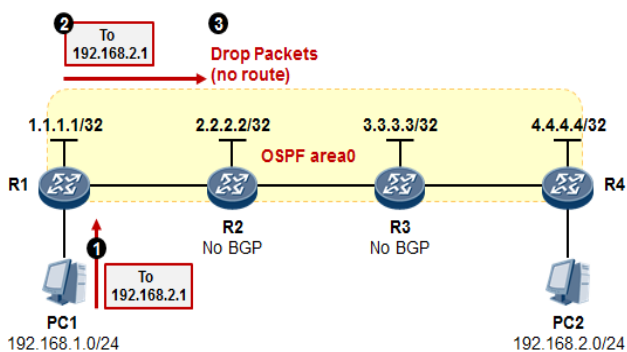 2
To
192.168.2.1
3
Drop Packets
(no route)
1.1.1.1/32
2.2.2.2/32
3.3.3.3/32
4.4.4.4/32
OSPF area0
R1
R4
R2
No BGP
R3
No BGP
1
To
192.168.2.1
PC1
192.168.1.0/24
PC2
192.168.2.0/24